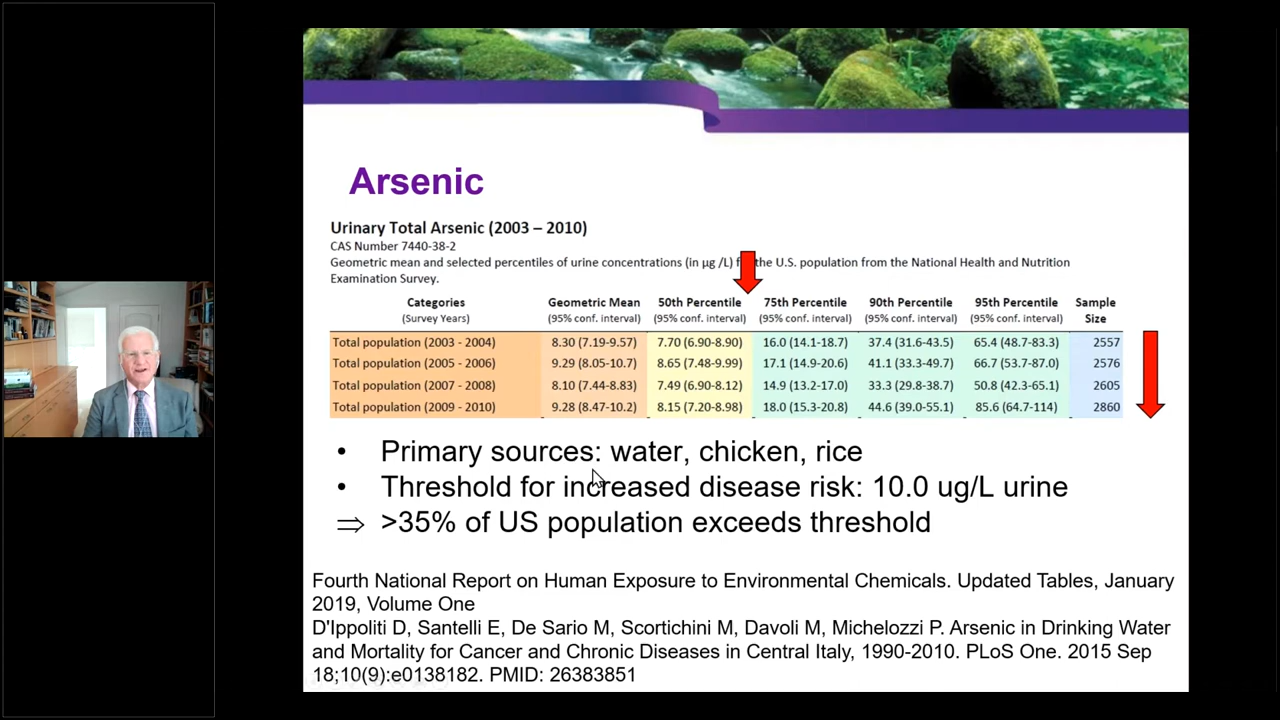 Arsenic
Urinary Total Arsenic (2003 – 2010)
CAS Number 7440-38-2
Geometric mean and selected percentiles of urine concentrations (in µg /L) f the U.S. population from the National Health and Nutrition
Examination Survey.
Categories Geometric Mean 50th Percentile 75th Percentile 90th Percentile 95th Percentile Sample
(Survey Years) (95% conf. interval) (95% conf. interval) (95% conf. interval) (95% conf. interval) (95% conf. interval) Size
Total population (2003 - 2004) 8.30 (7.19-9.57) 7.70 (6.90-8.90) 16.0 (14.1-18.7) 37.4 (31.6-43.5) 65.4 (48.7-83.3) 2557
Total population (2005 - 2006) 9.29 (8.05-10.7) 8.65 (7.48-9.99) 17.1 (14.9-20.6) 41.1 (33.3-49.7) 66.7 (53.7-87.0) 2576
Total population (2007 - 2008) 8.10 (7.44-8.83) 7.49 (6.90-8.12) 14.9 (13.2-17.0) 33.3 (29.8-38.7) 50.8 (42.3-65.1) 2605
Total population (2009 - 2010) 9.28 (8.47-10.2) 8.15 (7.20-8.98) 18.0 (15.3-20.8) 44.6 (39.0-55.1) 85.6 (64.7-114) 2860
• Primary sources: water, chicken, rice
• Threshold for increased disease risk: 10.0 ug/L urine
⇒ >35% of US population exceeds threshold
Fourth National Report on Human Exposure to Environmental Chemicals. Updated Tables, January
2019, Volume One
D'Ippoliti D, Santelli E, De Sario M, Scortichini M, Davoli M, Michelozzi P. Arsenic in Drinking Water
and Mortality for Cancer and Chronic Diseases in Central Italy, 1990-2010. PLoS One. 2015 Sep
18;10(9):e0138182. PMID: 26383851